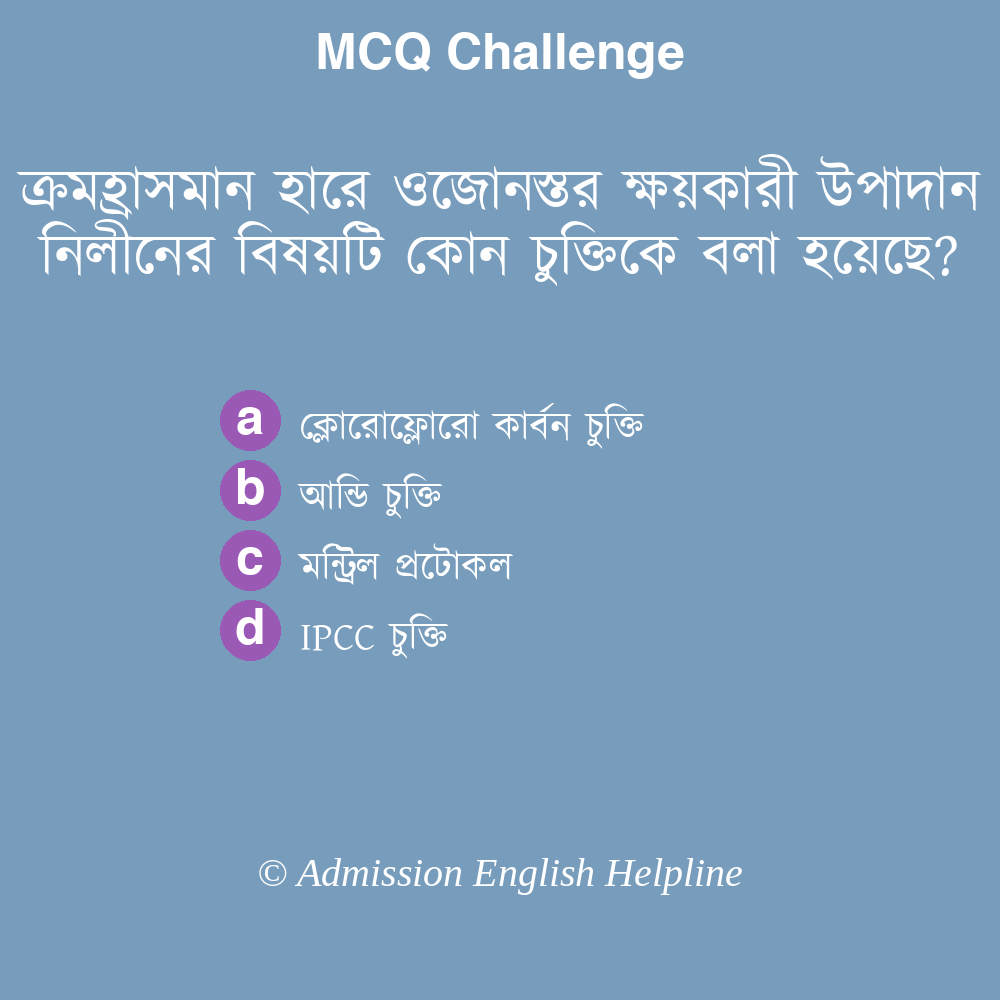 MCQ Challenge
ক্রমহ্রাসমান হারে ওজোনস্তর ক্ষয়কারী উপাদান
নিলীনের বিষয়টি কোন চুক্তিকে বলা হয়েছে?
a ক্লোরোফ্লোরো কার্বন চুক্তি
b আন্ডি চুক্তি
c মন্ট্রিল প্রটোকল
d IPCC চুক্তি
© Admission English Helpline